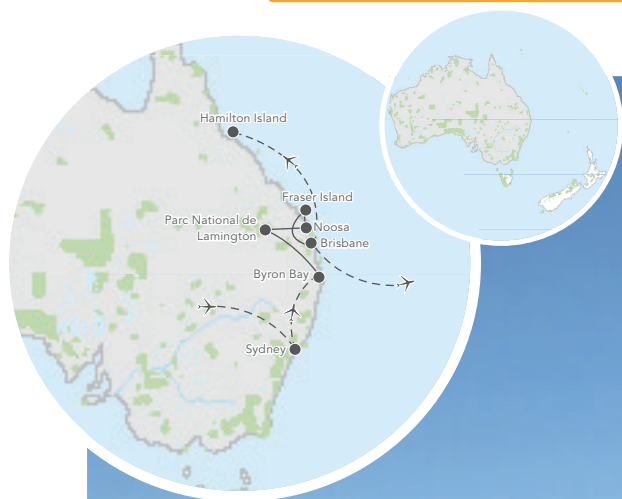 Hamilton Island
Fraser Island
Parc National de
Lamington
Noosa
Brisbane
Byron Bay
Sydney